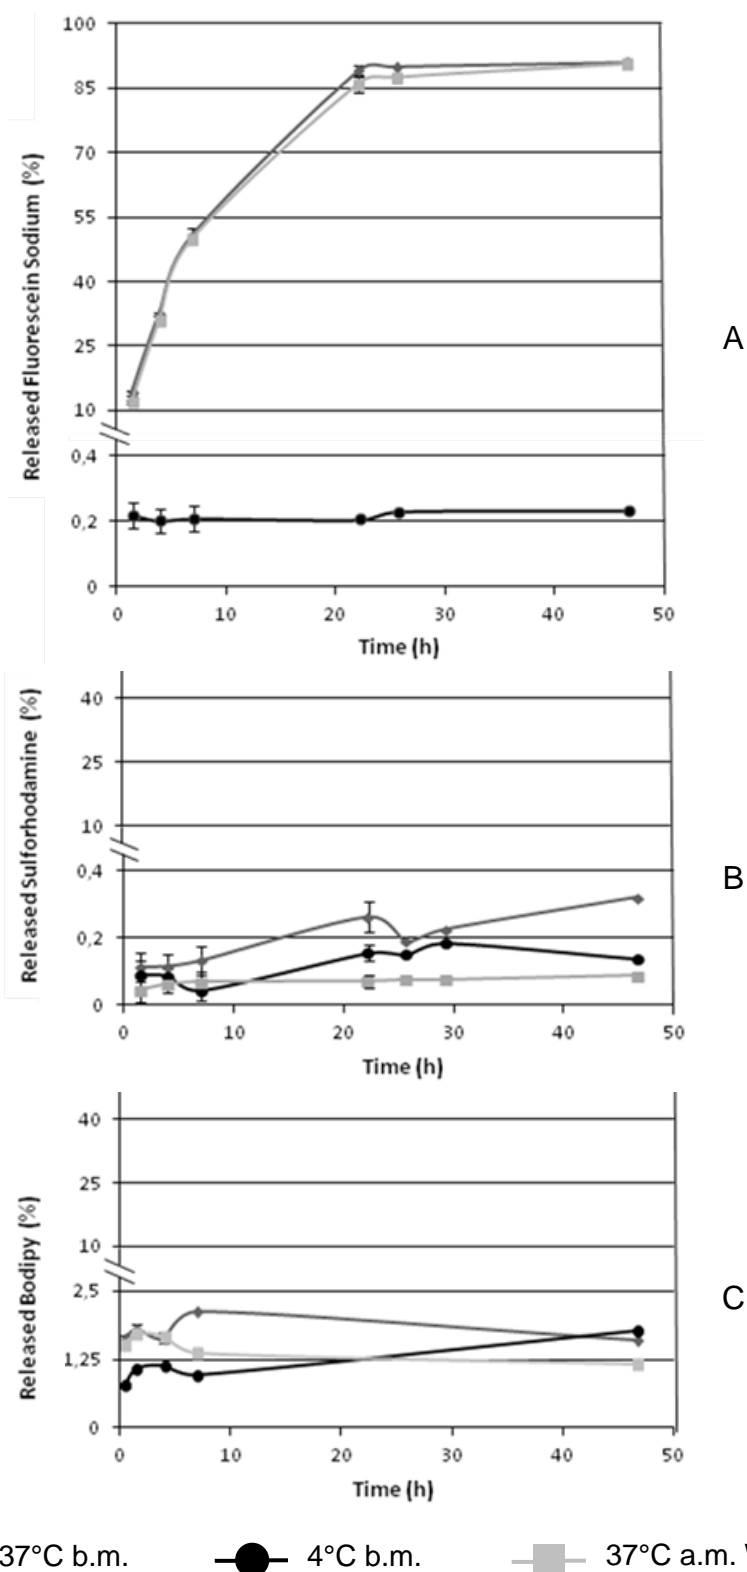 100
85
70
55
40
25
10
0,4
0,2
0
Released Fluorescein Sodium (%)
0 10 20 30 40 50
Time (h)
A
40
25
10
0,4
0,2
0
Released Sulforhodamine (%)
0 10 20 30 40 50
Time (h)
B
40
25
10
2,5
1,25
0
Released Bodipy (%)
0 10 20 30 40 50
Time (h)
C
37°C b.m. 4°C b.m. 37°C a.m.